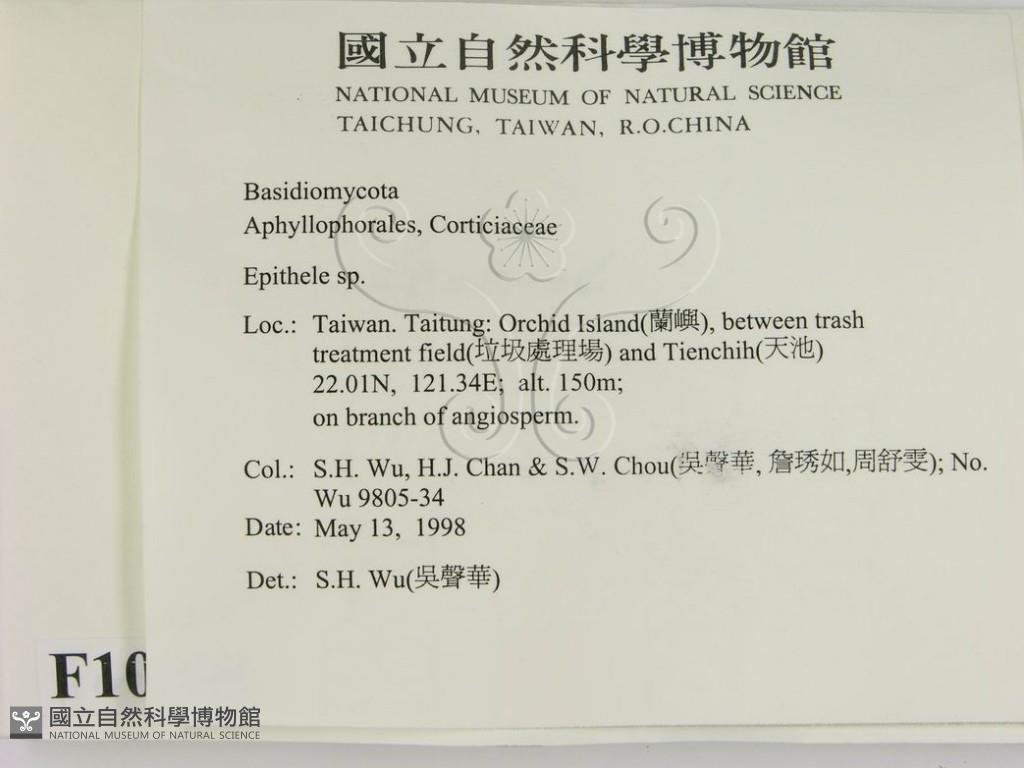 國立自然科學博物館
NATIONAL MUSEUM OF NATURAL SCIENCE
TAICHUNG, TAIWAN, R.O.CHINA
Basidiomycota
Aphyllophorales, Corticiaceae
Epithele sp.
Loc.: Taiwan. Taitung: Orchid Island(蘭嶼), between trash
treatment field(垃圾處理場) and Tienchih(天池)
22.01N, 121.34E; alt. 150m;
on branch of angiosperm.
Col.: S.H. Wu, H.J. Chan & S.W. Chou(吳聲華, 詹琇如,周舒雯); No.
Wu 9805-34
Date: May 13, 1998
Det.: S.H. Wu(吳聲華)
F10
國立自然科學博物館
NATIONAL MUSEUM OF NATURAL SCIENCE